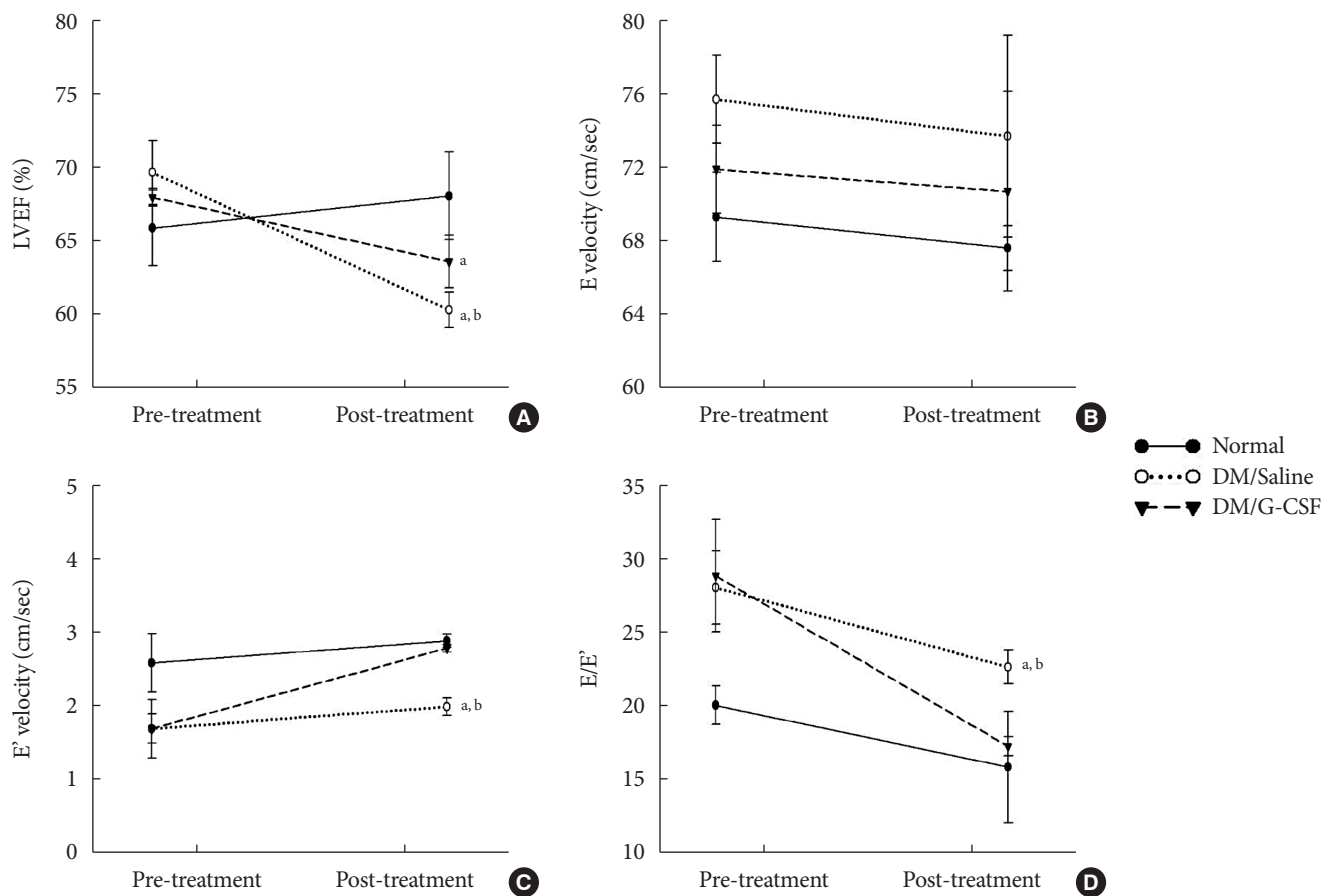 80
75
70
65
60
55
LVEF (%)
a
a, b
Pre-treatment
Post-treatment
A
80
76
72
68
64
60
E velocity (cm/sec)
Pre-treatment
Post-treatment
B
Normal
DM/Saline
DM/G-CSF
5
4
3
2
1
0
E' velocity (cm/sec)
a, b
Pre-treatment
Post-treatment
C
35
30
25
20
15
10
E/E'
a, b
Pre-treatment
Post-treatment
D